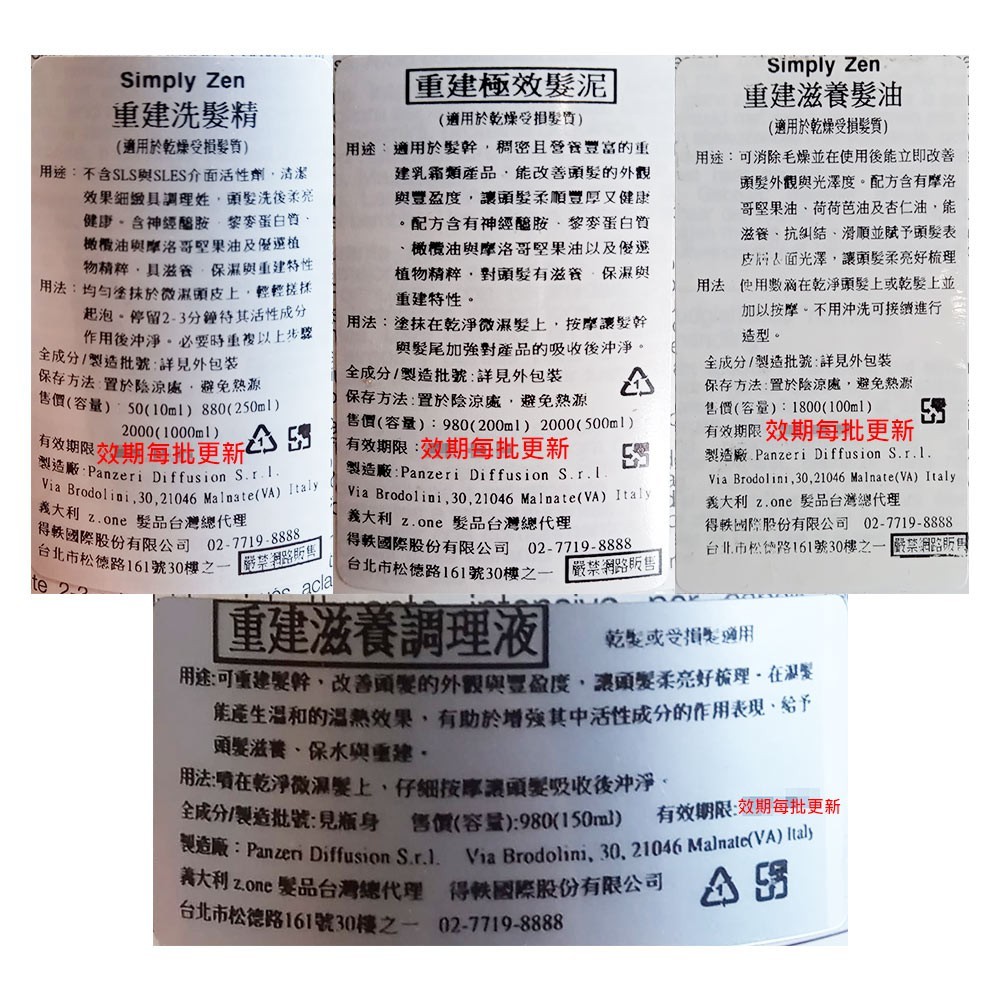 Simply Zen
重建洗髮精
(適用於乾燥受損髮質)
用途：不含SLS與SLES介面活性劑，清潔
效果細緻具調理性，頭髮洗後柔亮
健康。含神經醯胺、藜麥蛋白質、
橄欖油與摩洛哥堅果油及優選植
物精粹，具滋養、保濕與重建特性
用法：均勻塗抹於微濕頭皮上，輕輕搓揉
起泡。停留2-3分鐘待其活性成分
作用後沖淨。必要時重複以上步驟
全成分/製造批號:詳見外包裝
保存方法:置於陰涼處，避免熱源
售價(容量) 50(10ml) 880(250ml)
2000(1000ml)
有效期限 效期每批更新
製造廠:Panzeri Diffusion S.r.l.
Via Brodolini,30,21046 Malnate(VA) Italy
義大利 z.one 髮品台灣總代理
得軼國際股份有限公司 02-7719-8888
台北市松德路161號30樓之一 嚴禁網路販售
重建極效髮泥
(適用於乾燥受損髮質)
用途：適用於髮幹，稠密且營養豐富的重
建乳霜類產品，能改善頭髮的外觀
與豐盈度，讓頭髮柔順豐厚又健康
。配方含有神經醯胺、藜麥蛋白質
、橄欖油與摩洛哥堅果油以及優選
植物精粹，對頭髮有滋養、保濕與
重建特性。
用法：塗抹在乾淨微濕髮上，按摩讓髮幹
與髮尾加強對產品的吸收後沖淨。
全成分/製造批號:詳見外包裝
保存方法:置於陰涼處，避免熱源
售價(容量)：980(200ml) 2000(500ml)
有效期限：效期每批更新
製造廠:Panzeri Diffusion S.r.l.
Via Brodolini,30,21046 Malnate(VA) Italy
義大利 z.one 髮品台灣總代理
得軼國際股份有限公司 02-7719-8888
台北市松德路161號30樓之一 嚴禁網路販售
Simply Zen
重建滋養髮油
(適用於乾燥受損髮質)
用途：可消除毛燥並在使用後能立即改善
頭髮外觀與光澤度。配方含有摩洛
哥堅果油、荷荷芭油及杏仁油，能
滋養、抗糾結、滑順並賦予頭髮表
皮層表面光澤，讓頭髮柔亮好梳理
用法 使用數滴在乾淨頭髮上或乾髮上並
加以按摩。不用沖洗可接續進行
造型。
全成分/製造批號:詳見外包裝
保存方法:置於陰涼處，避免熱源
售價(容量)：1800(100ml)
有效期限 效期每批更新
製造廠:Panzeri Diffusion S.r.l.
Via Brodolini,30,21046 Malnate(VA) Italy
義大利 z.one 髮品台灣總代理
得軼國際股份有限公司 02-7719-8888
台北市松德路161號30樓之一 嚴禁網路販售
重建滋養調理液 乾髮或受損髮適用
用途:可重建髮幹，改善頭髮的外觀與豐盈度，讓頭髮柔亮好梳理。在濕髮
能產生溫和的溫熱效果，有助於增強其中活性成分的作用表現、給予
頭髮滋養、保水與重建。
用法:噴在乾淨微濕髮上，仔細按摩讓頭髮吸收後沖淨。
全成分/製造批號:見瓶身 售價(容量):980(150ml) 有效期限:效期每批更新
製造廠：Panzeri Diffusion S.r.l. Via Brodolini, 30, 21046 Malnate(VA) Italy
義大利 z.one 髮品台灣總代理 得軼國際股份有限公司
台北市松德路161號30樓之一 02-7719-8888